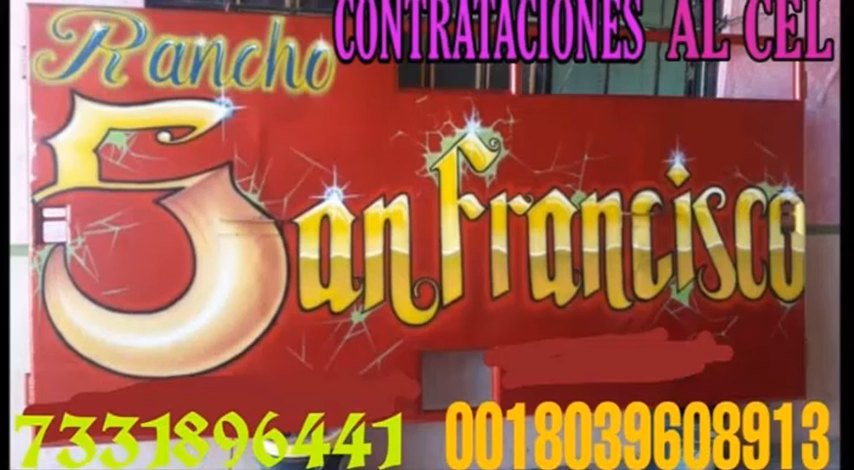 CONTRATACIONES AL CEL
Rancho
San Francisco
7331896441 0018039608913